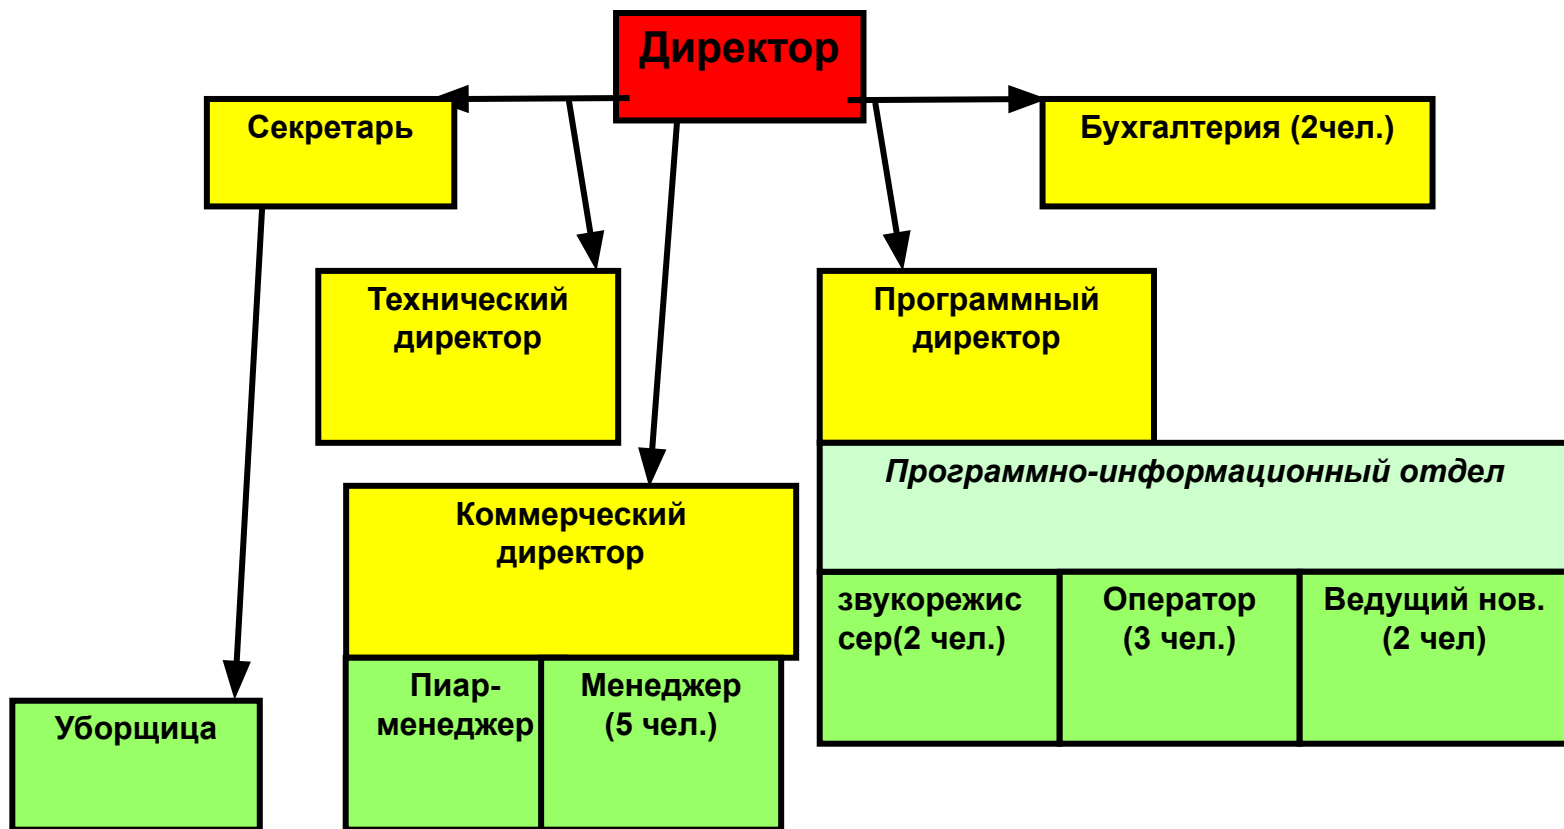 Директор
Секретарь
Бухгалтерия (2чел.)
Технический
директор
Программный
директор
Программно-информационный отдел
Коммерческий
директор
звукорежис
сер(2 чел.)
Оператор
(3 чел.)
Ведущий нов.
(2 чел)
Пиар-
менеджер
Менеджер
(5 чел.)
Уборщица